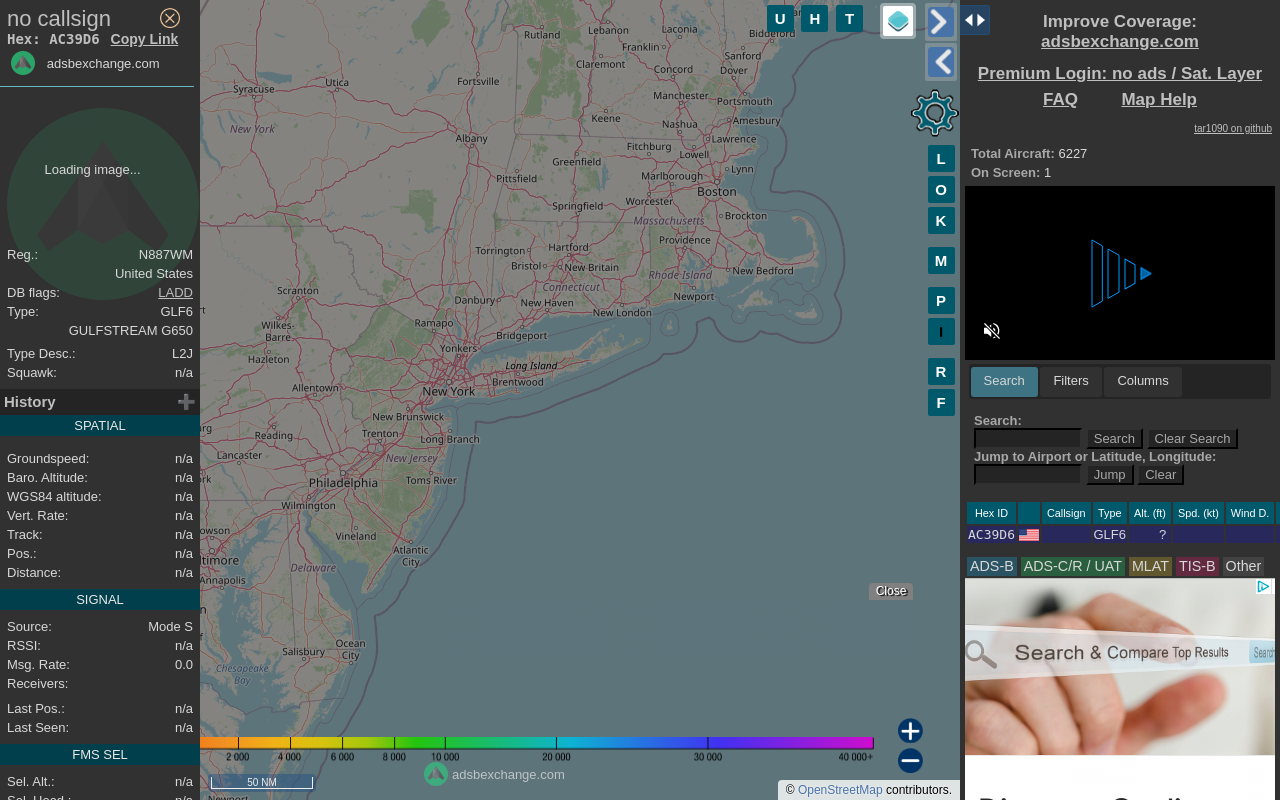 no callsign
Hex: AC39D6 Copy Link
adsbexchange.com
Loading image...
Reg.: N887WM
United States
DB flags: LADD
Type: GLF6
GULFSTREAM G650
Type Desc.: L2J
Squawk: n/a
History
SPATIAL
Groundspeed: n/a
Baro. Altitude: n/a
WGS84 altitude: n/a
Vert. Rate: n/a
Track: n/a
Pos.: n/a
Distance: n/a
SIGNAL
Source: Mode S
RSSI: n/a
Msg. Rate: 0.0
Receivers:
Last Pos.: n/a
Last Seen: n/a
FMS SEL
Sel. Alt.: n/a
Sel. Head.: n/a
U H T
Rutland
Lebanon
Laconia
Biddeford
Franklin
Sanford
Claremont
Concord
Dover
Utica
Fortsville
Syracuse
Manchester
Portsmouth
Keene
Nashua
Amesbury
New York
Albany
Lawrence
Fitchburg
Lowell
Greenfield
Lynn
Pittsfield
Marlborough
Boston
Springfield
Worcester
Brockton
Massachusetts
Torrington
Hartford
Providence
Bristol
New Britain
Rhode Island
New Bedford
Connecticut
Scranton
Danbury
New Haven
Newport
New London
Wilkes-
Barre
Ramapo
Bridgeport
Hazleton
Yonkers
Long Island
Allentown
New York
Brentwood
New Brunswick
Reading
Trenton
Long Branch
Lancaster
New Jersey
Philadelphia
Toms River
Wilmington
Vineland
Atlantic
City
Annapolis
Delaware
Ocean
City
Salisbury
Chesapeake
Bay
L
O
K
M
P
I
R
F
Close
2 000 4 000 6 000 8 000 10 000 20 000 30 000 40 000+
50 NM
adsbexchange.com
© OpenStreetMap contributors.
Improve Coverage:
adsbexchange.com
Premium Login: no ads / Sat. Layer
FAQ Map Help
tar1090 on github
Total Aircraft: 6227
On Screen: 1
Search Filters Columns
Search:
Search Clear Search
Jump to Airport or Latitude, Longitude:
Jump Clear
Hex ID Callsign Type Alt. (ft) Spd. (kt) Wind D.
AC39D6 GLF6 ?
ADS-B ADS-C/R / UAT MLAT TIS-B Other
Search & Compare Top Results